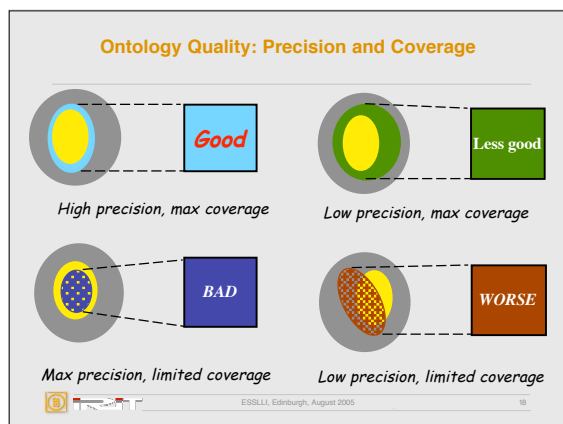 Ontology Quality: Precision and Coverage
Good
Less good
High precision, max coverage
Low precision, max coverage
BAD
WORSE
Max precision, limited coverage
Low precision, limited coverage
ESSLLI, Edinburgh, August 2005
18